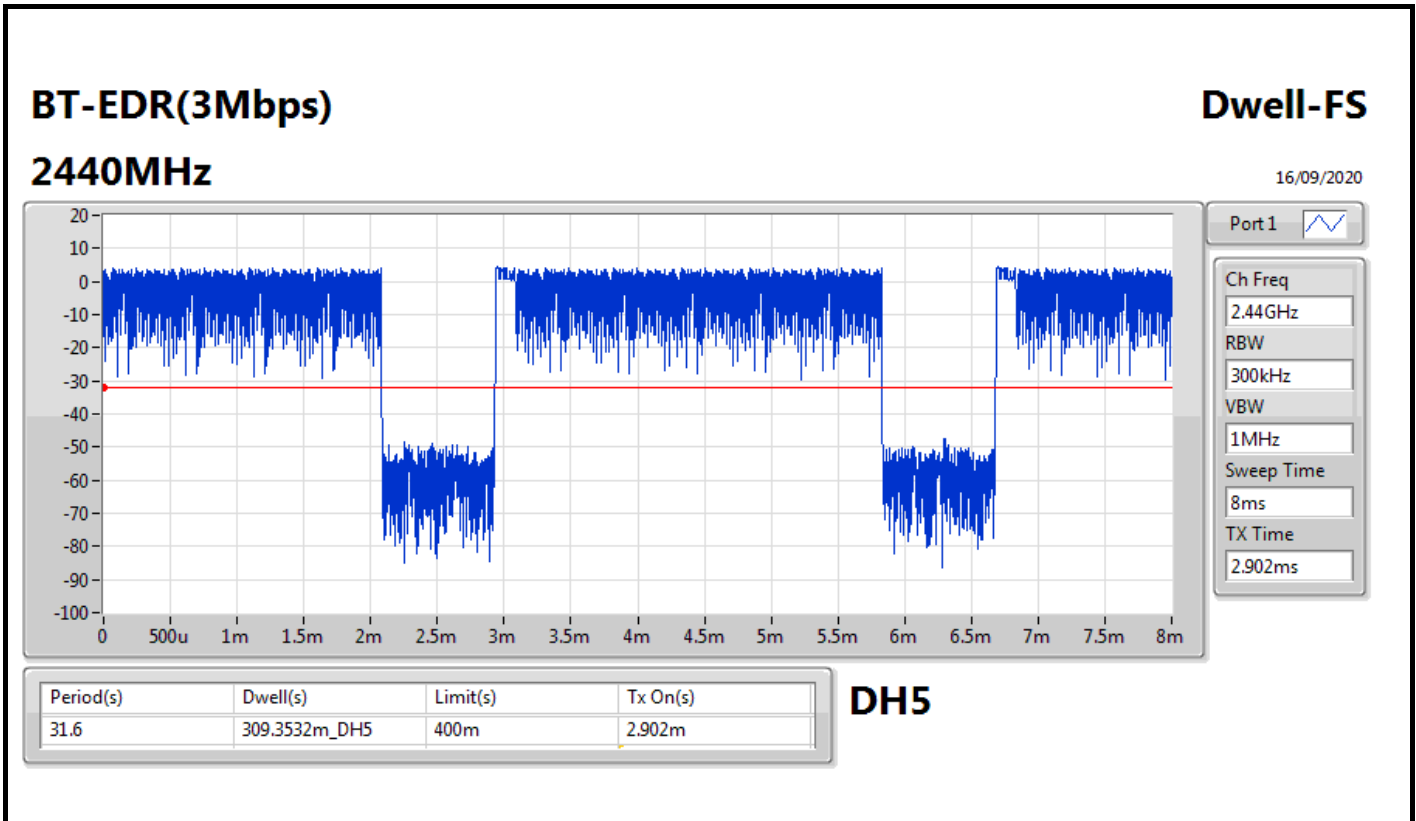 BT-EDR(3Mbps)
Dwell-FS
2440MHz
16/09/2020
Port 1
20
10
0
-10
-20
-30
-40
-50
-60
-70
-80
-90
-100
0 500u 1m 1.5m 2m 2.5m 3m 3.5m 4m 4.5m 5m 5.5m 6m 6.5m 7m 7.5m 8m
Ch Freq
2.44GHz
RBW
300kHz
VBW
1MHz
Sweep Time
8ms
TX Time
2.902ms
Period(s) Dwell(s) Limit(s) Tx On(s)
31.6 309.3532m_DH5 400m 2.902m
DH5